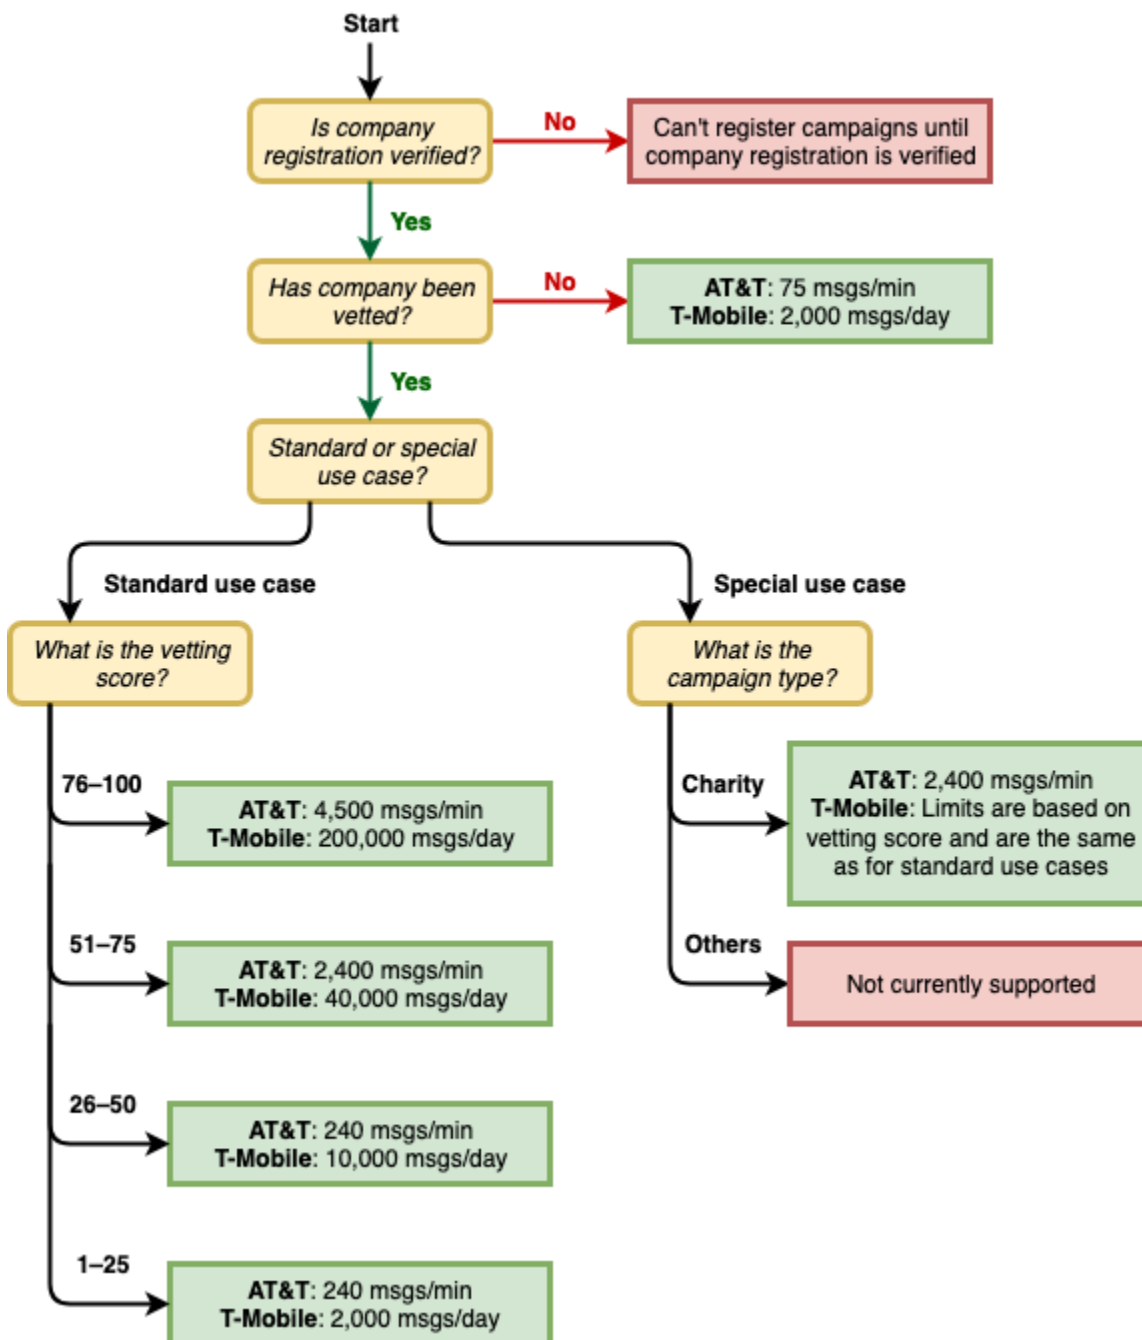 Start
Is company
registration verified?
No
Can't register campaigns until
company registration is verified
Yes
Has company been
vetted?
No
AT&T: 75 msgs/min
T-Mobile: 2,000 msgs/day
Yes
Standard or special
use case?
Standard use case
Special use case
What is the vetting
score?
What is the
campaign type?
76–100
AT&T: 4,500 msgs/min
T-Mobile: 200,000 msgs/day
Charity
AT&T: 2,400 msgs/min
T-Mobile: Limits are based on
vetting score and are the same
as for standard use cases
51–75
AT&T: 2,400 msgs/min
T-Mobile: 40,000 msgs/day
Others
Not currently supported
26–50
AT&T: 240 msgs/min
T-Mobile: 10,000 msgs/day
1–25
AT&T: 240 msgs/min
T-Mobile: 2,000 msgs/day